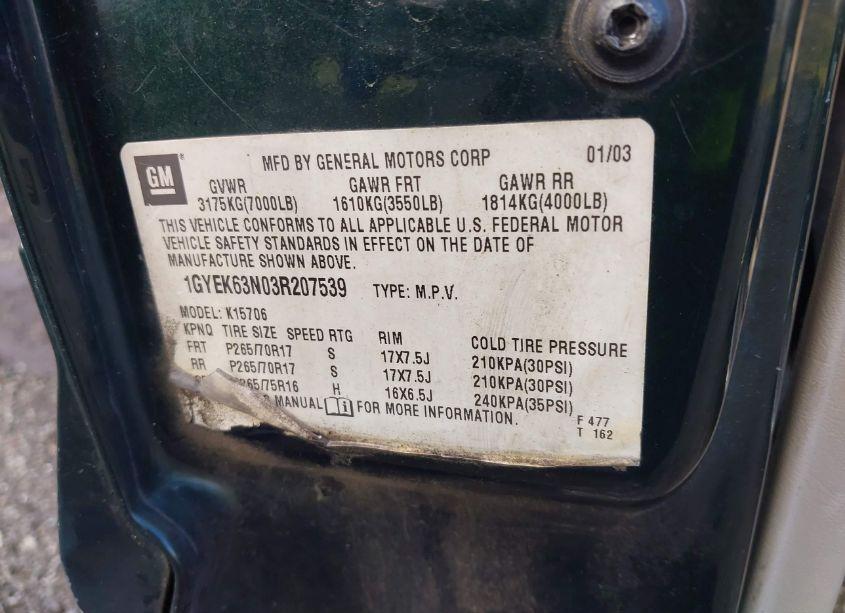 GM ® MFD BY GENERAL MOTORS CORP 01/03
GVWR GAWR FRT GAWR RR
3175KG(7000LB) 1610KG(3550LB) 1814KG(4000LB)
THIS VEHICLE CONFORMS TO ALL APPLICABLE U.S. FEDERAL MOTOR
VEHICLE SAFETY STANDARDS IN EFFECT ON THE DATE OF
MANUFACTURE SHOWN ABOVE.
1GYEK63N03R207539 TYPE: M.P.V.
MODEL: K15706
KPNQ TIRE SIZE SPEED RTG RIM COLD TIRE PRESSURE
FRT P265/70R17 S 17X7.5J 210KPA(30PSI)
RR P265/70R17 S 17X7.5J 210KPA(30PSI)
265/75R16 H 16X6.5J 240KPA(35PSI)
MANUAL FOR MORE INFORMATION.
F 477
T 162